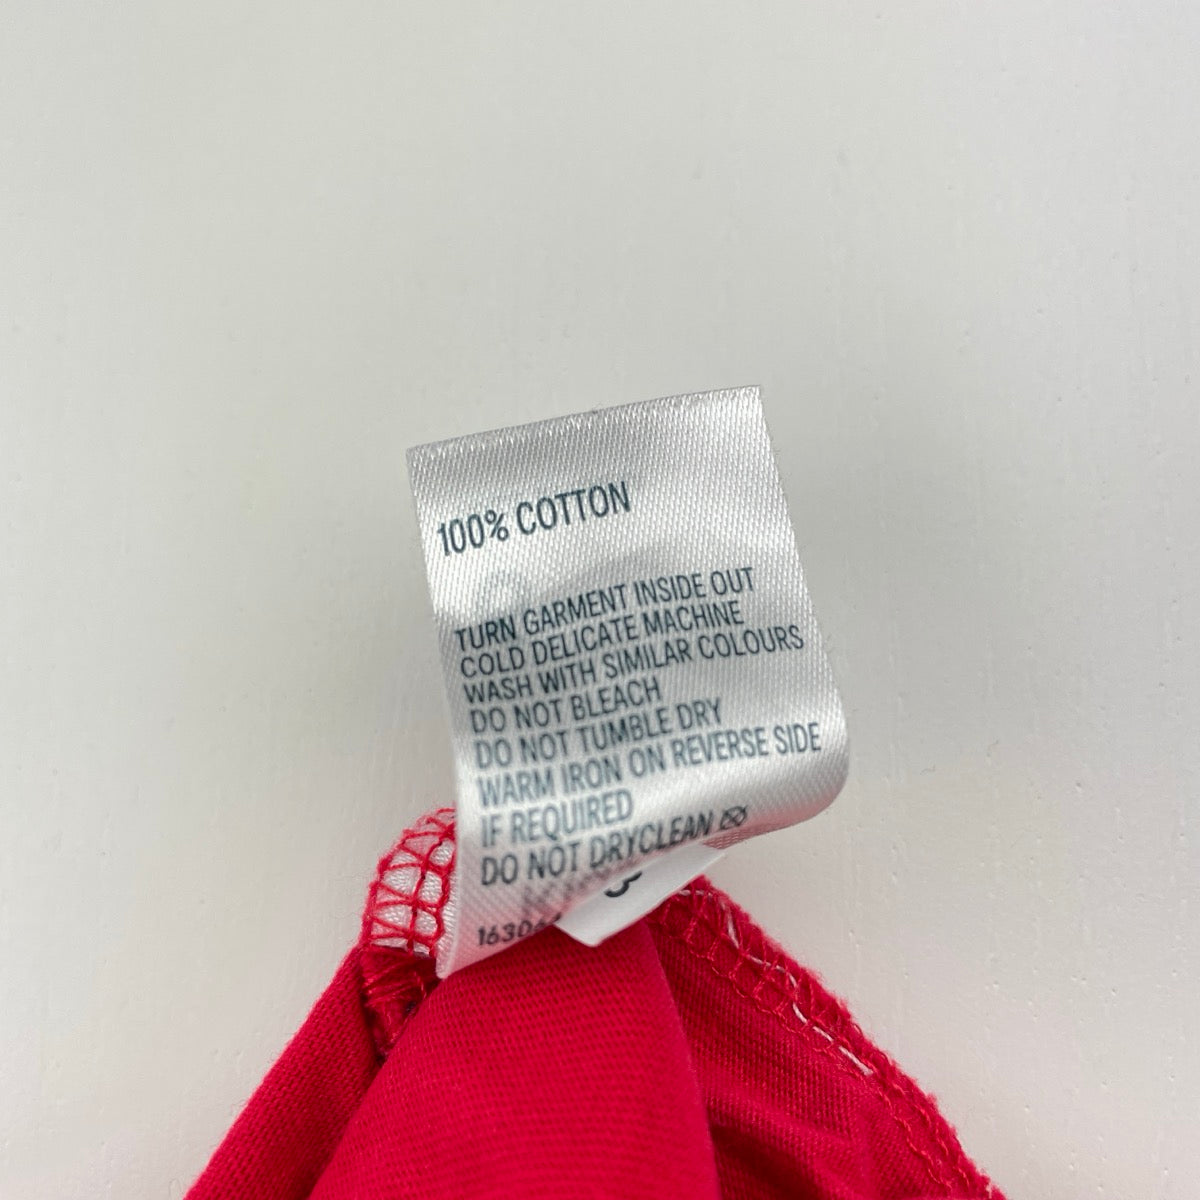 100% COTTON
TURN GARMENT INSIDE OUT
COLD DELICATE MACHINE
WASH WITH SIMILAR COLOURS
DO NOT BLEACH
DO NOT TUMBLE DRY
WARM IRON ON REVERSE SIDE
IF REQUIRED
DO NOT DRYCLEAN